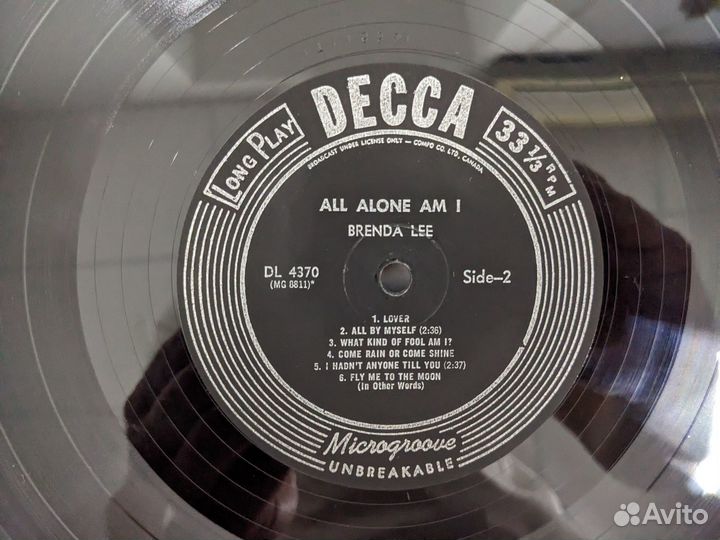 DECCA
LONG PLAY
33 1/3 RPM
BROADCAST UNDER LICENSE ONLY — COMPO CO. LTD., CANADA
ALL ALONE AM I
BRENDA LEE
DL 4370
(MG 8811)*
Side-2
1. LOVER
2. ALL BY MYSELF (2:36)
3. WHAT KIND OF FOOL AM I?
4. COME RAIN OR COME SHINE
5. I HADN'T ANYONE TILL YOU (2:37)
6. FLY ME TO THE MOON
(In Other Words)
Microgroove
UNBREAKABLE
Avito